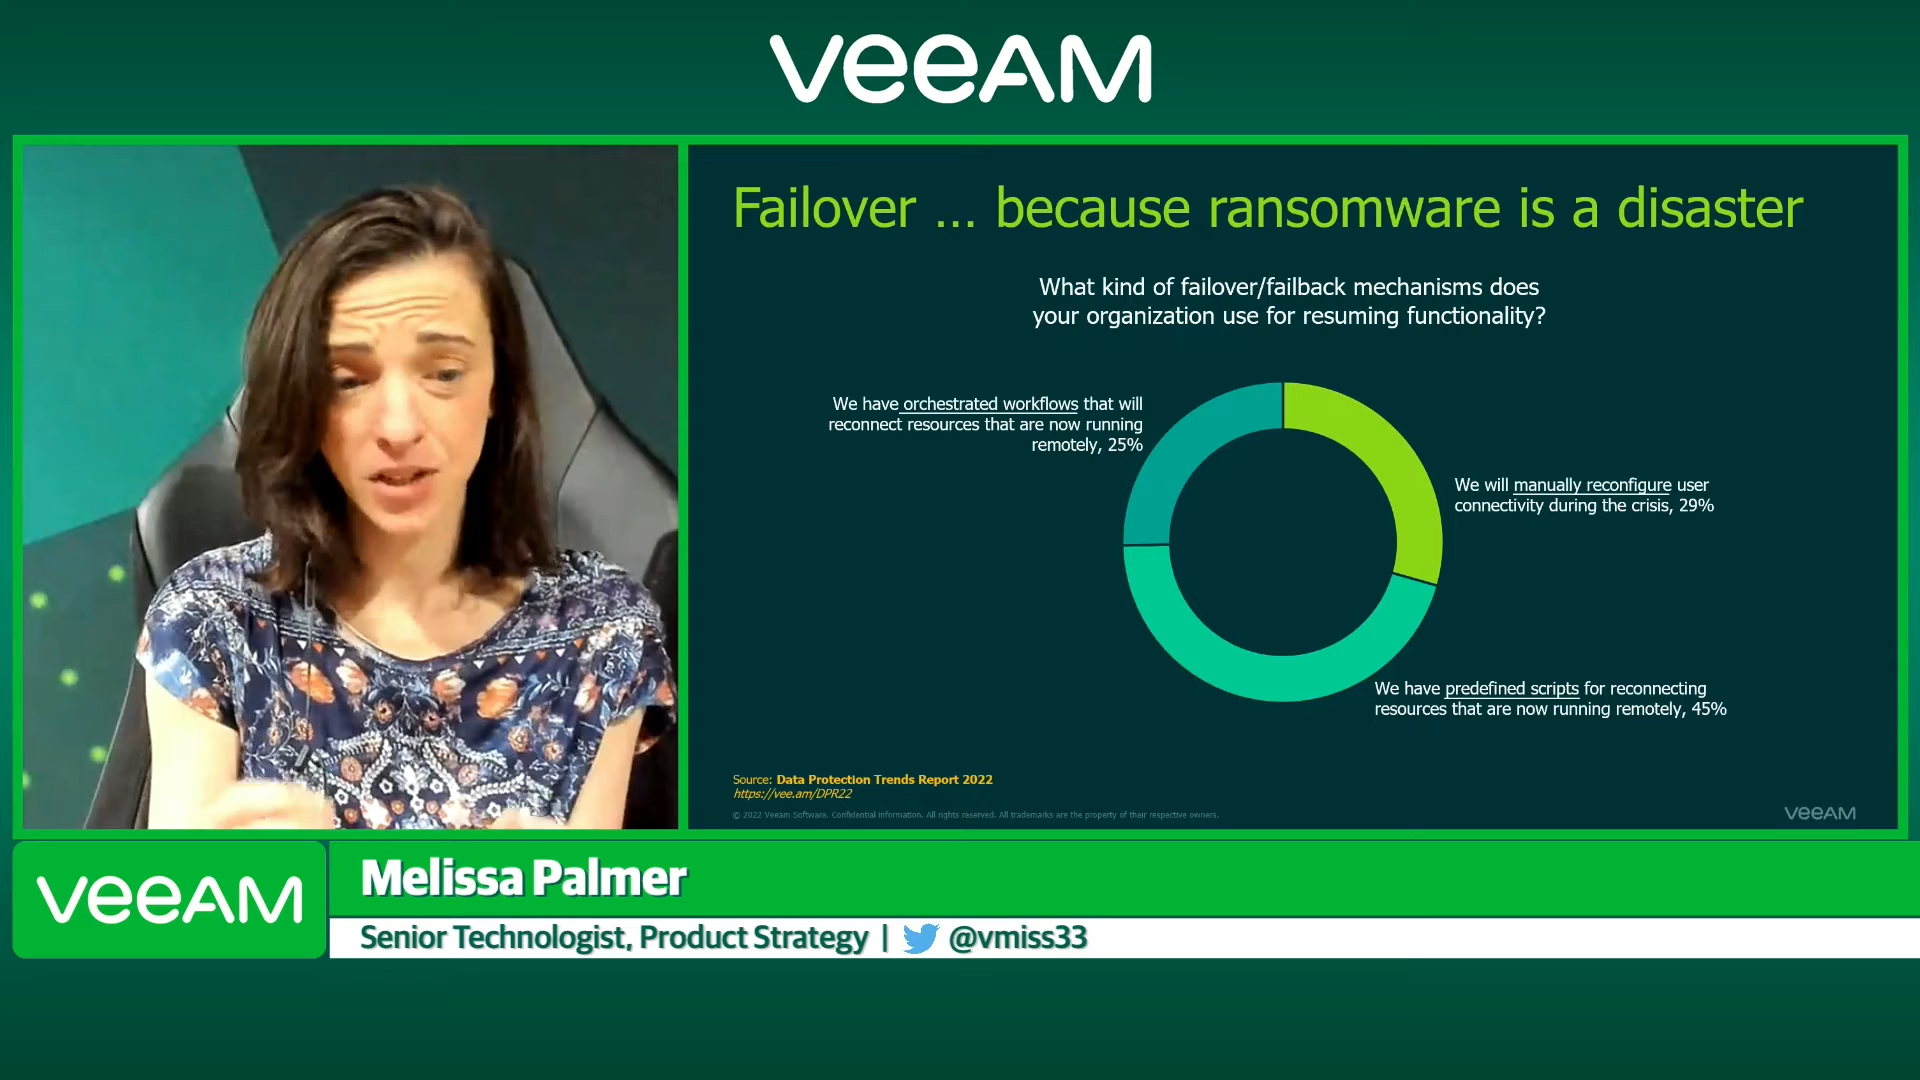 veeAM
Failover ... because ransomware is a disaster
What kind of failover/failback mechanisms does
your organization use for resuming functionality?
We have orchestrated workflows that will
reconnect resources that are now running
remotely, 25%
We will manually reconfigure user
connectivity during the crisis, 29%
We have predefined scripts for reconnecting
resources that are now running remotely, 45%
Source: Data Protection Trends Report 2022
https://vee.am/DPR22
© 2022 Veeam Software. Confidential information. All rights reserved. All trademarks are the property of their respective owners.
veeAM
veeAM
Melissa Palmer
Senior Technologist, Product Strategy | @vmiss33